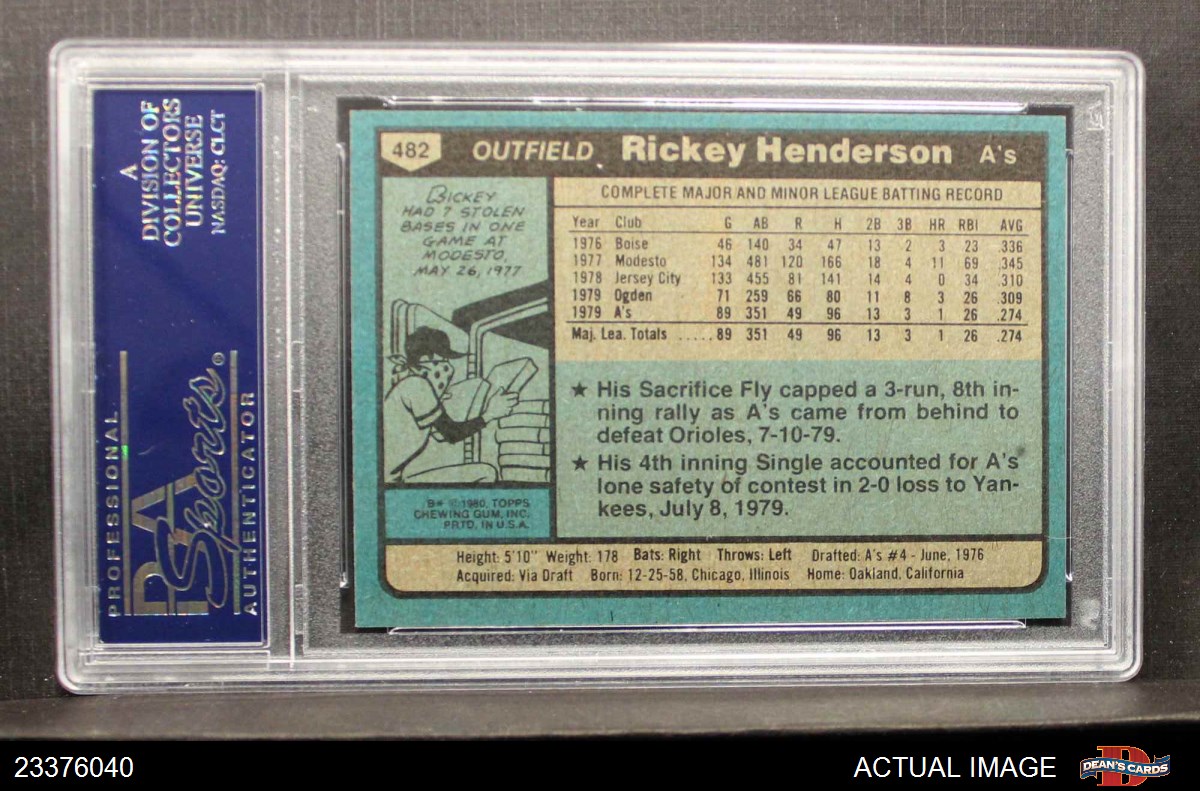 A
DIVISION OF
COLLECTORS
UNIVERSE
NASDAQ: CLCT
PROFESSIONAL
PSA
Sports®
AUTHENTICATOR
482 OUTFIELD Rickey Henderson A's
RICKEY
HAD 7 STOLEN
BASES IN ONE
GAME AT
MODESTO,
MAY 26, 1977
COMPLETE MAJOR AND MINOR LEAGUE BATTING RECORD
Year Club G AB R H 2B 3B HR RBI AVG
1976 Boise 46 140 34 47 13 2 3 23 .336
1977 Modesto 134 481 120 166 18 4 11 69 .345
1978 Jersey City 133 455 81 141 14 4 0 34 .310
1979 Ogden 71 259 66 80 11 8 3 26 .309
1979 A's 89 351 49 96 13 3 1 26 .274
Maj. Lea. Totals ..... 89 351 49 96 13 3 1 26 .274
★ His Sacrifice Fly capped a 3-run, 8th in-
ning rally as A's came from behind to
defeat Orioles, 7-10-79.
★ His 4th inning Single accounted for A's
lone safety of contest in 2-0 loss to Yan-
kees, July 8, 1979.
B* © 1980, TOPPS
CHEWING GUM, INC.
PRTD. IN U.S.A.
Height: 5'10" Weight: 178 Bats: Right Throws: Left Drafted: A's #4 - June, 1976
Acquired: Via Draft Born: 12-25-58, Chicago, Illinois Home: Oakland, California
23376040
ACTUAL IMAGE
DEAN'S CARDS